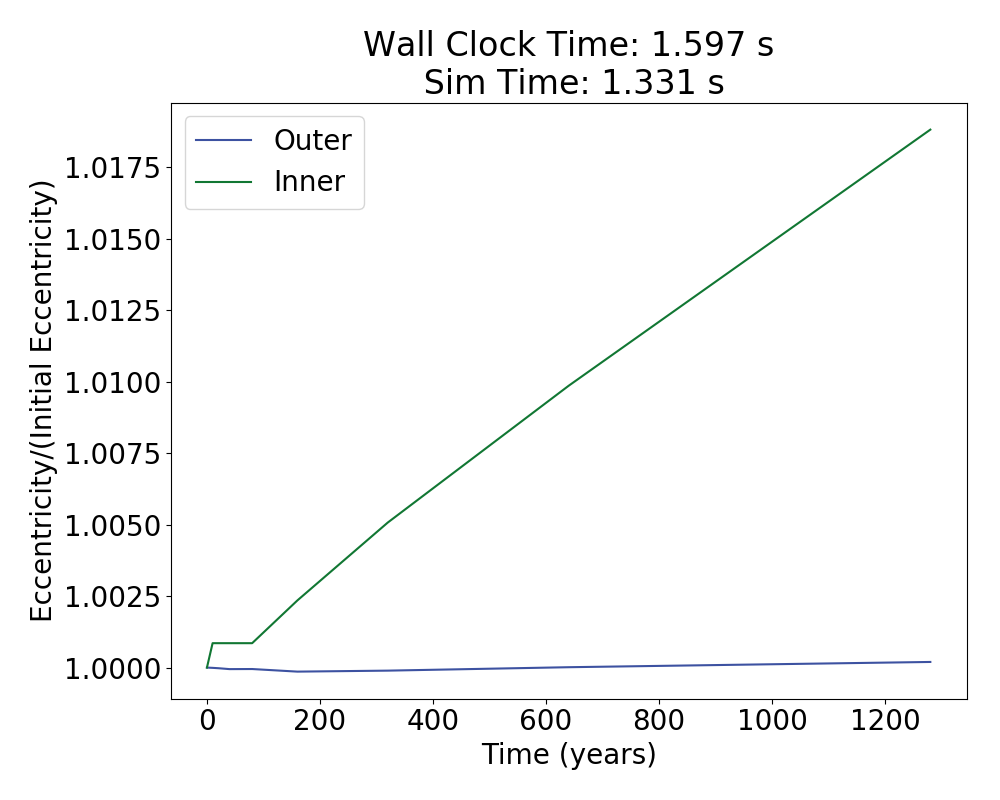 Wall Clock Time: 1.597 s
Sim Time: 1.331 s
Outer
Inner
Eccentricity/(Initial Eccentricity)
1.0175
1.0150
1.0125
1.0100
1.0075
1.0050
1.0025
1.0000
0 200 400 600 800 1000 1200
Time (years)